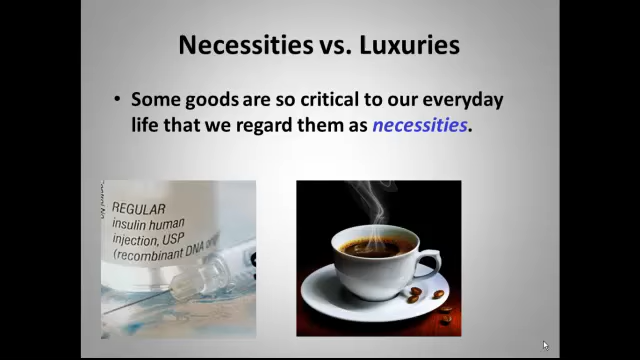 Necessities vs. Luxuries
• Some goods are so critical to our everyday
life that we regard them as necessities.
REGULAR
insulin human
injection, USP
(recombinant DNA